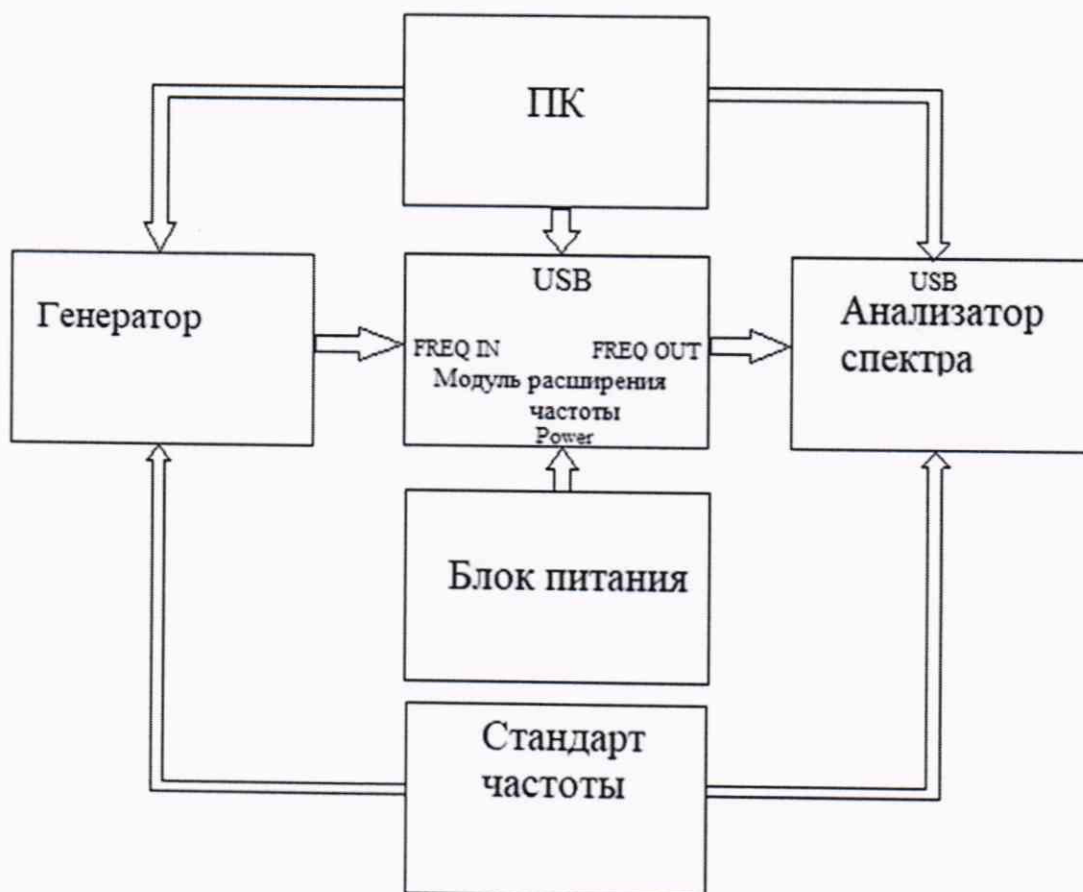 ПК
Генератор
USB
FREQ IN
FREQ OUT
Модуль расширения
частоты
Power
USB
Анализатор
спектра
Блок питания
Стандарт
частоты